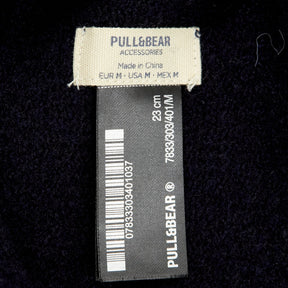 PULL&BEAR
ACCESSORIES
Made in China
EUR M - USA M - MEX M
23 cm
7833/303/401/M
PULL&BEAR ®
07833303401037